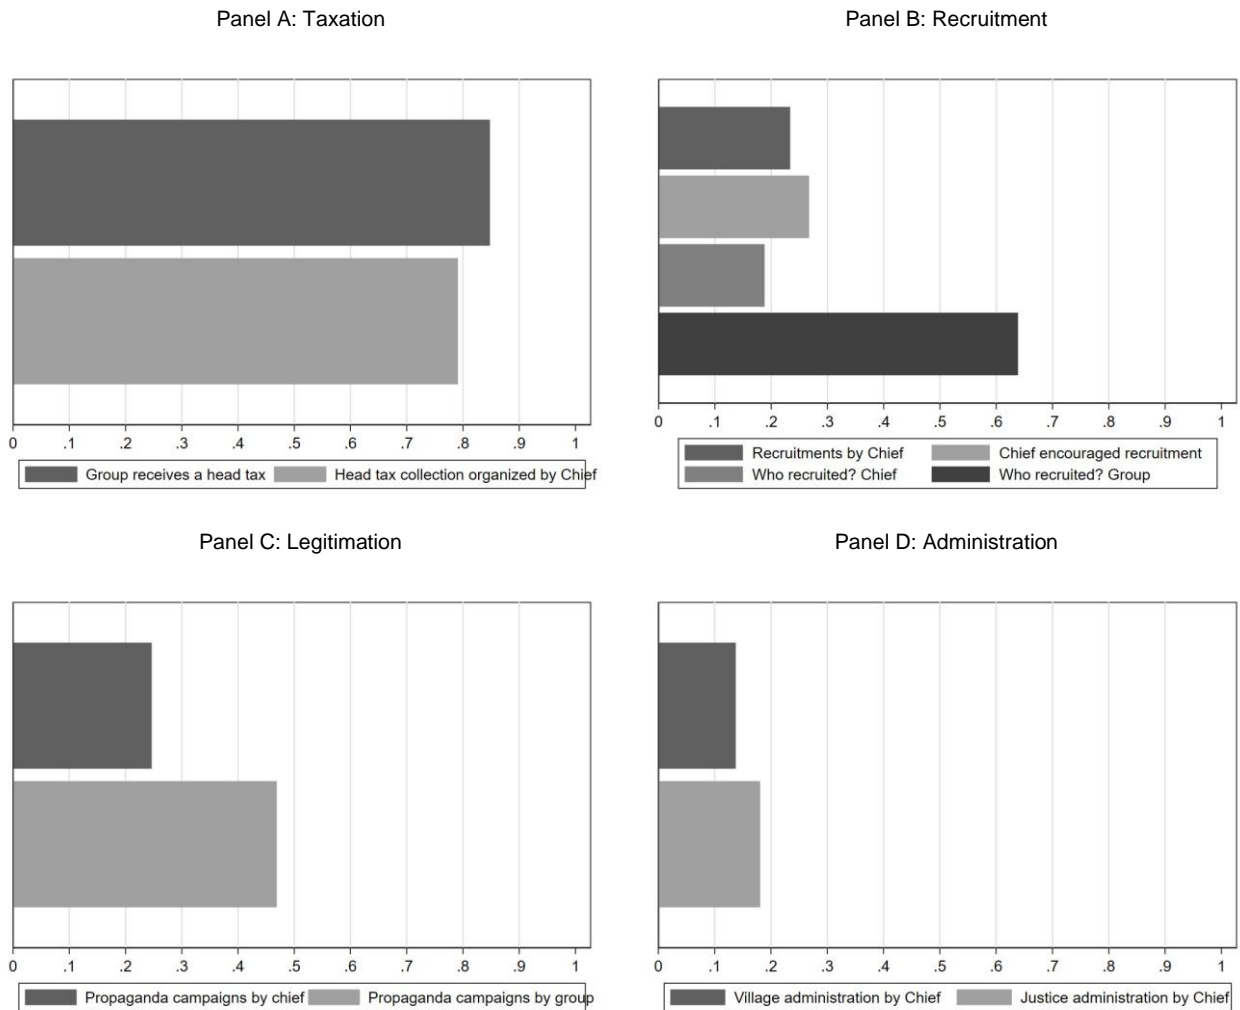 Panel A: Taxation
Panel B: Recruitment
0 .1 .2 .3 .4 .5 .6 .7 .8 .9 1
Group receives a head tax Head tax collection organized by Chief
0 .1 .2 .3 .4 .5 .6 .7 .8 .9 1
Recruitments by Chief Chief encouraged recruitment
Who recruited? Chief Who recruited? Group
Panel C: Legitimation
Panel D: Administration
0 .1 .2 .3 .4 .5 .6 .7 .8 .9 1
Propaganda campaigns by chief Propaganda campaigns by group
0 .1 .2 .3 .4 .5 .6 .7 .8 .9 1
Village administration by Chief Justice administration by Chief